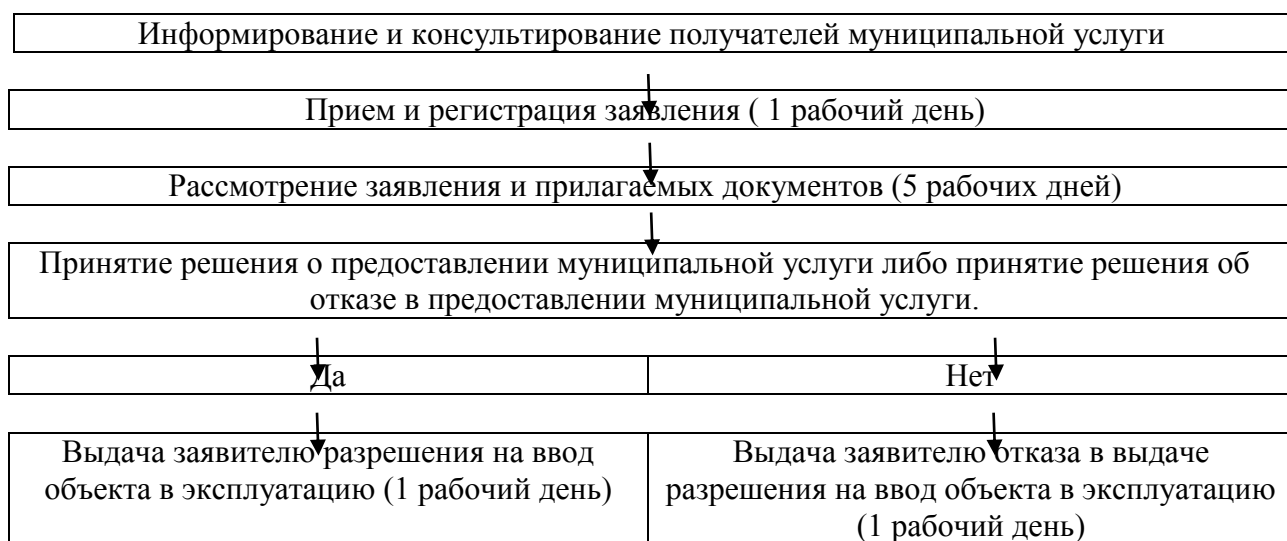 Информирование и консультирование получателей муниципальной услуги
Прием и регистрация заявления ( 1 рабочий день)
Рассмотрение заявления и прилагаемых документов (5 рабочих дней)
Принятие решения о предоставлении муниципальной услуги либо принятие решения об
отказе в предоставлении муниципальной услуги.
Да
Нет
Выдача заявителю разрешения на ввод
объекта в эксплуатацию (1 рабочий день)
Выдача заявителю отказа в выдаче
разрешения на ввод объекта в эксплуатацию
(1 рабочий день)